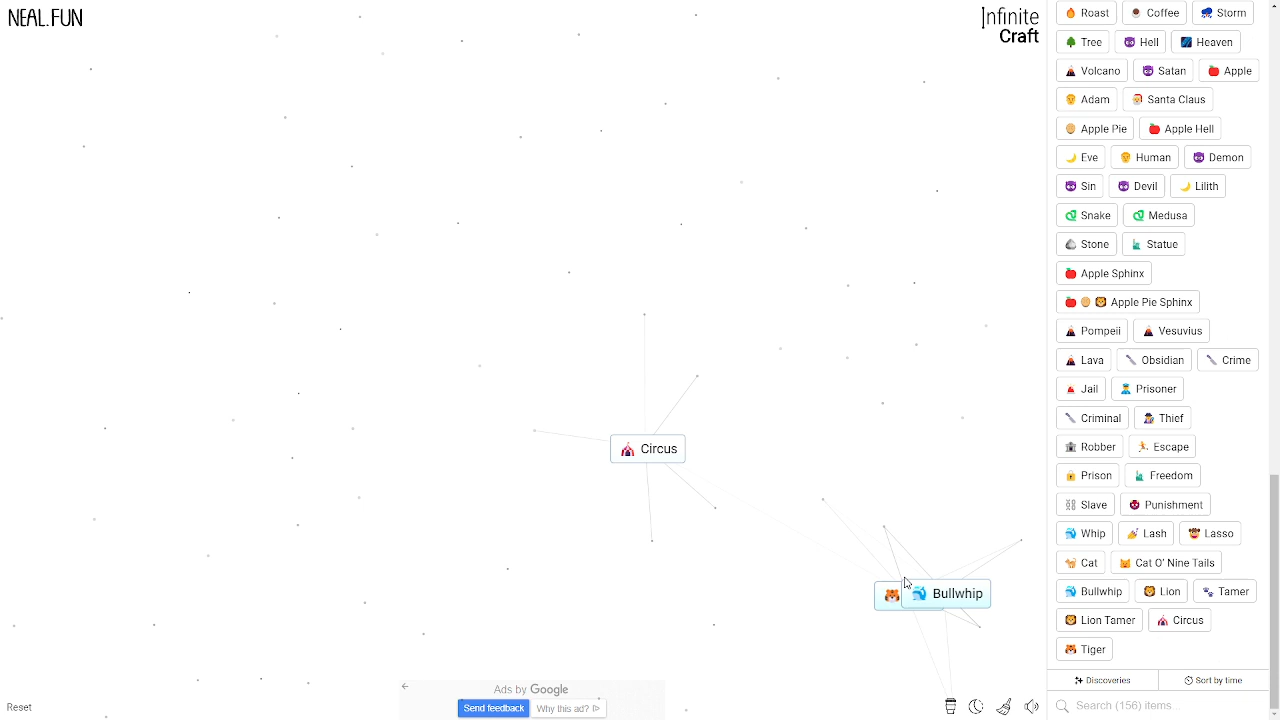 NEAL.FUN
Infinite
Craft
Roast Coffee Storm
Tree Hell Heaven
Volcano Satan Apple
Adam Santa Claus
Apple Pie Apple Hell
Eve Human Demon
Sin Devil Lilith
Snake Medusa
Stone Statue
Apple Sphinx
Apple Pie Sphinx
Pompeii Vesuvius
Lava Obsidian Crime
Jail Prisoner
Criminal Thief
Robber Escape
Prison Freedom
Slave Punishment
Whip Lash Lasso
Cat Cat O' Nine Tails
Bullwhip Lion Tamer
Lion Tamer Circus
Tiger
Circus
Bullwhip
Ads by Google
Send feedback Why this ad?
Reset
Discoveries Sort by time
Search (156) items...